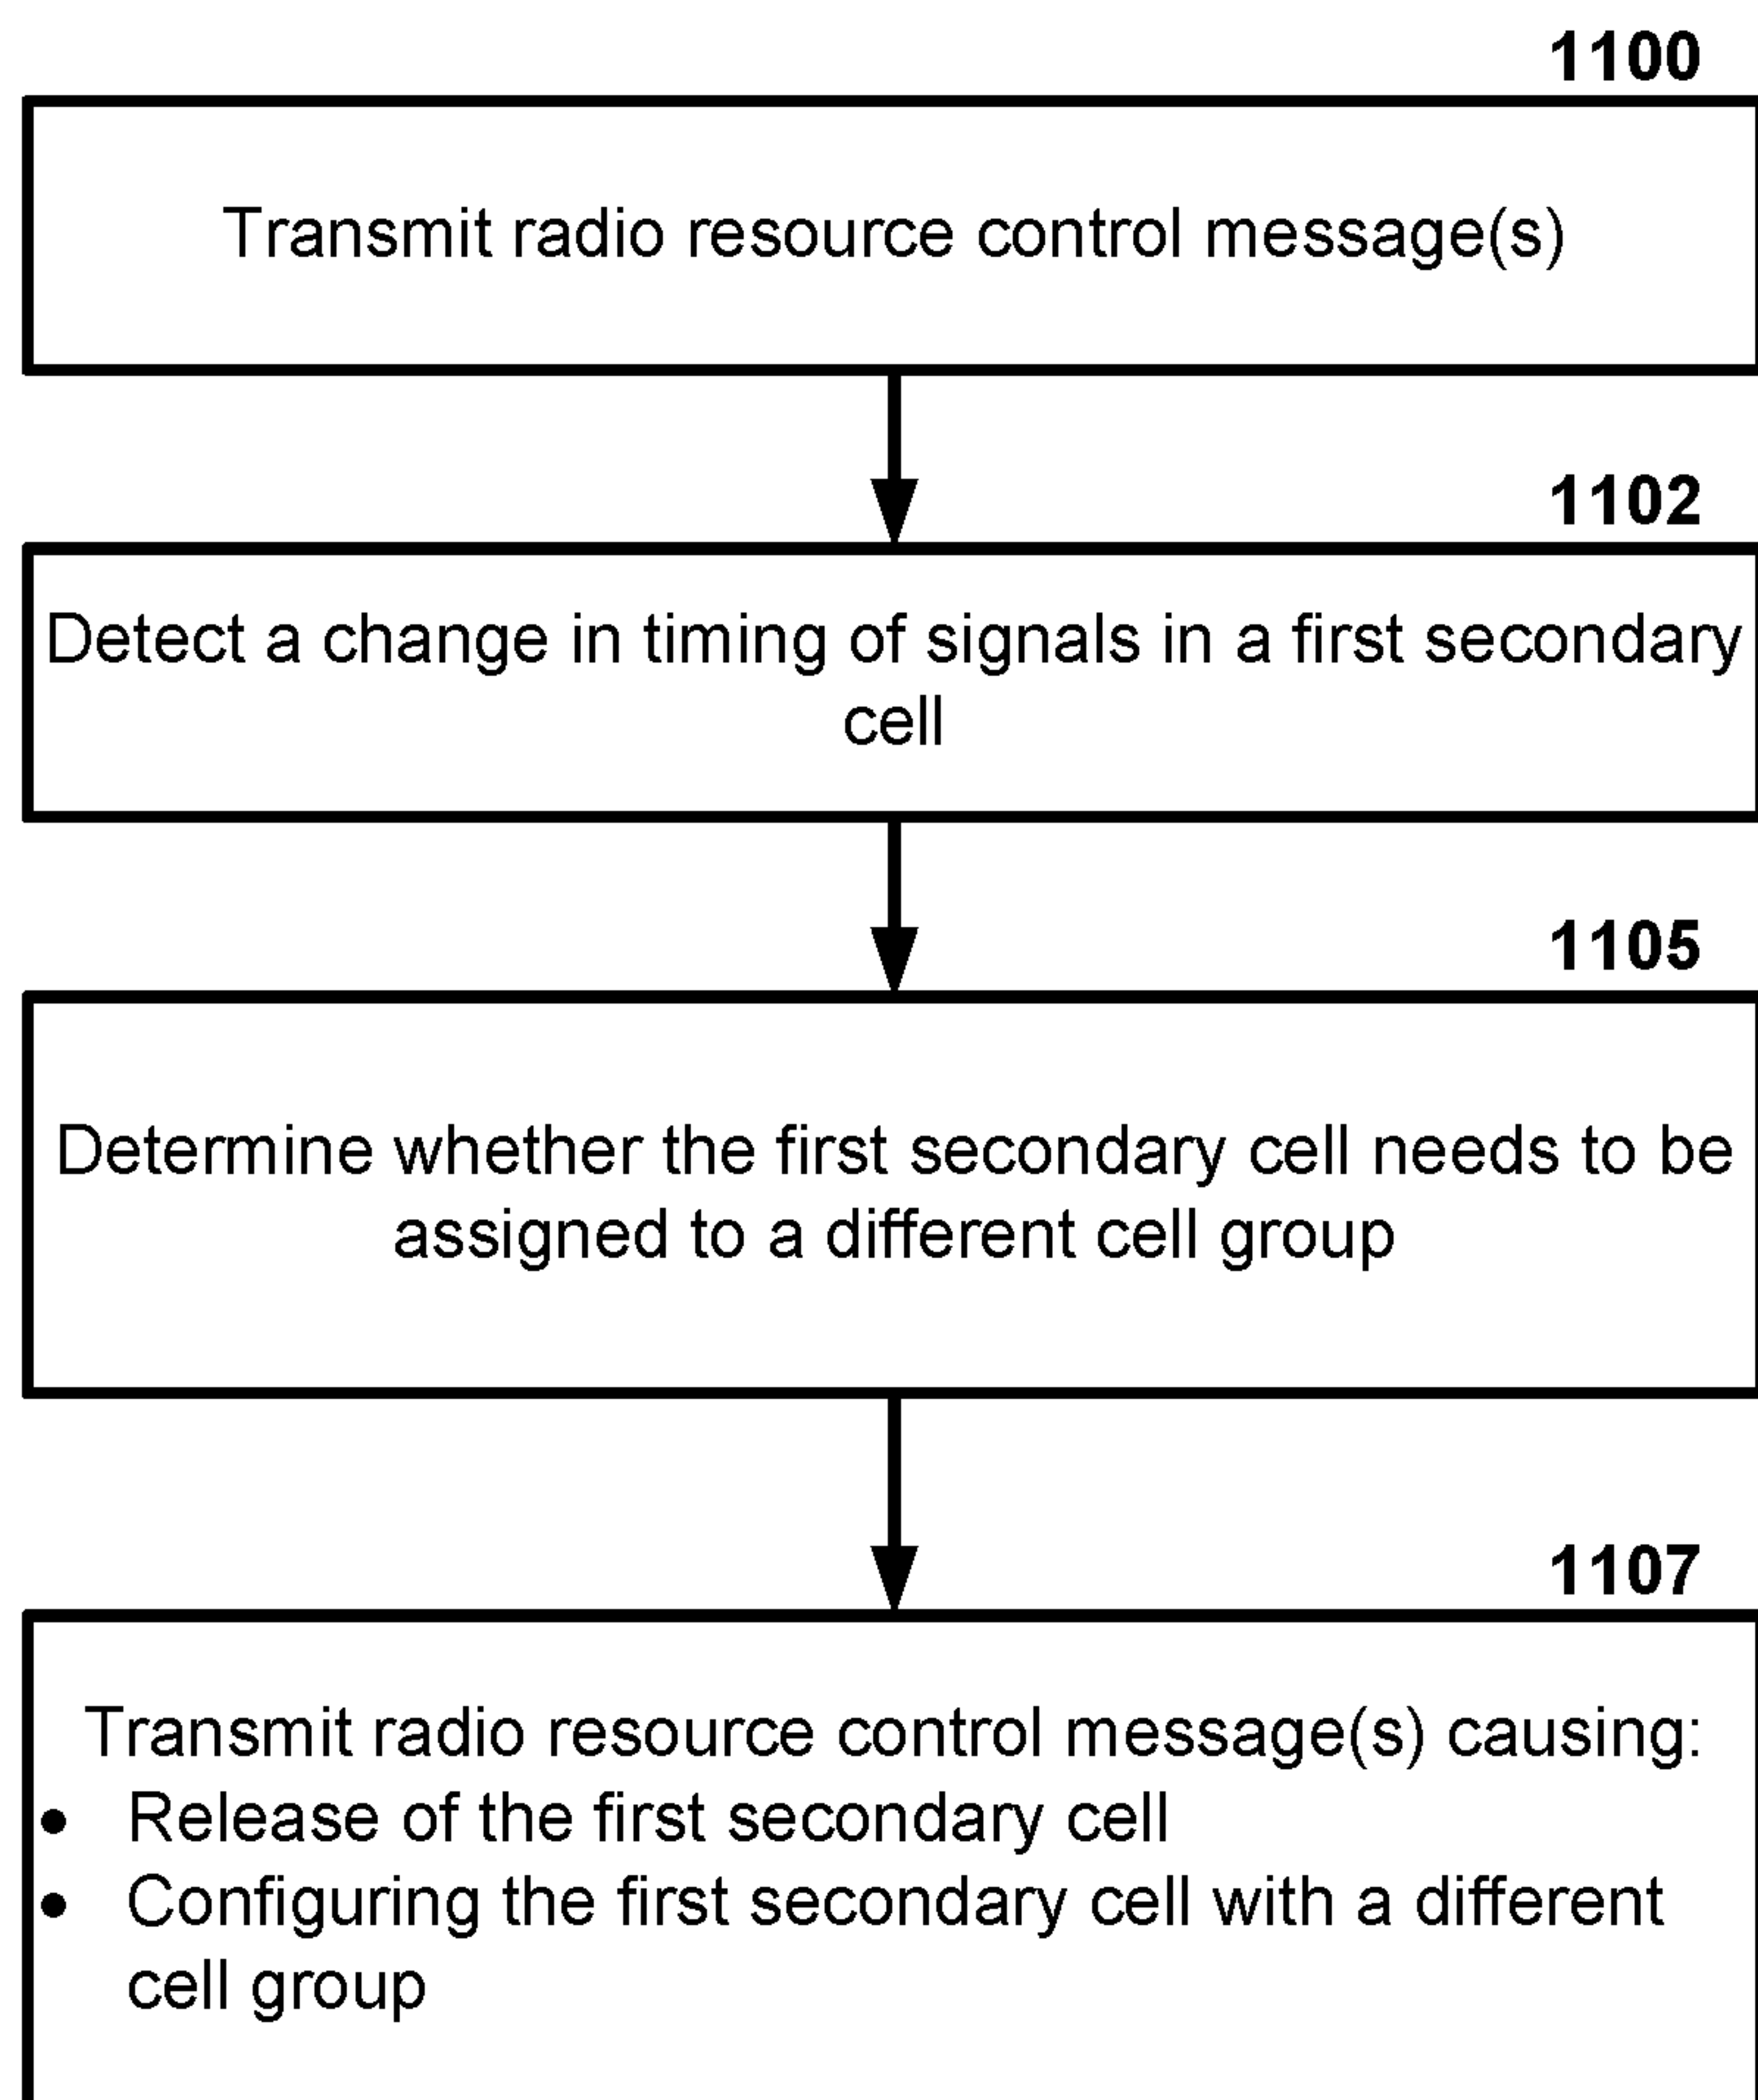 1100
Transmit radio resource control message(s)
1102
Detect a change in timing of signals in a first secondary
cell
1105
Determine whether the first secondary cell needs to be
assigned to a different cell group
1107
Transmit radio resource control message(s) causing:
• Release of the first secondary cell
• Configuring the first secondary cell with a different
cell group